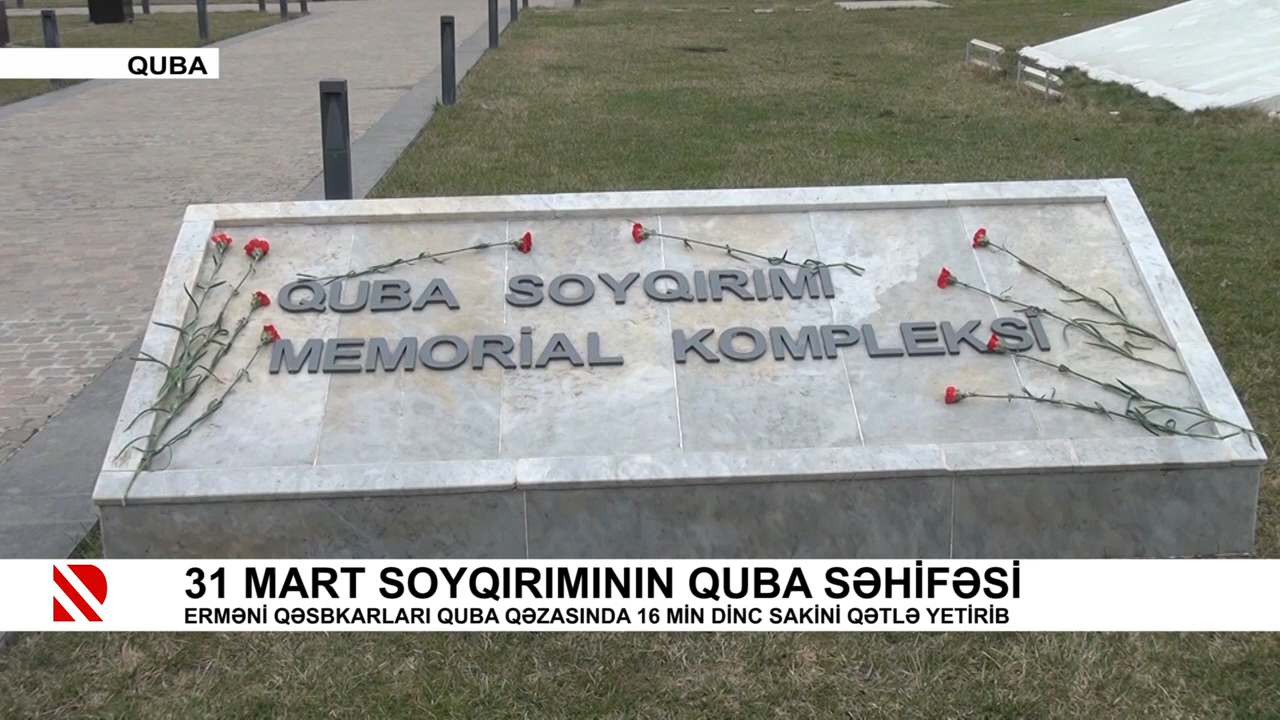 QUBA
QUBA SOYQIRIMI
MEMORİAL KOMPLEKSİ
31 MART SOYQIRIMININ QUBA SƏHİFƏSİ
ERMƏNİ QƏSBKARLARI QUBA QƏZASINDA 16 MİN DİNC SAKİNİ QƏTLƏ YETİRİB